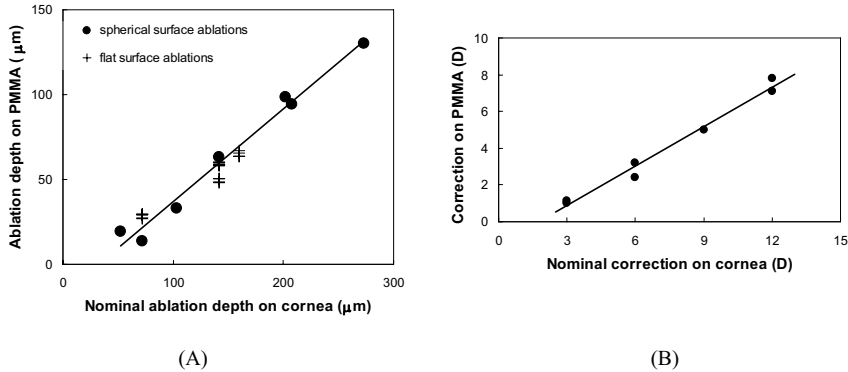 150
100
50
0
0
100
200
300
Ablation depth on PMMA ( μm)
Nominal ablation depth on cornea (μm)
spherical surface ablations
flat surface ablations
(A)
10
8
6
4
2
0
0
3
6
9
12
15
Correction on PMMA (D)
Nominal correction on cornea (D)
(B)